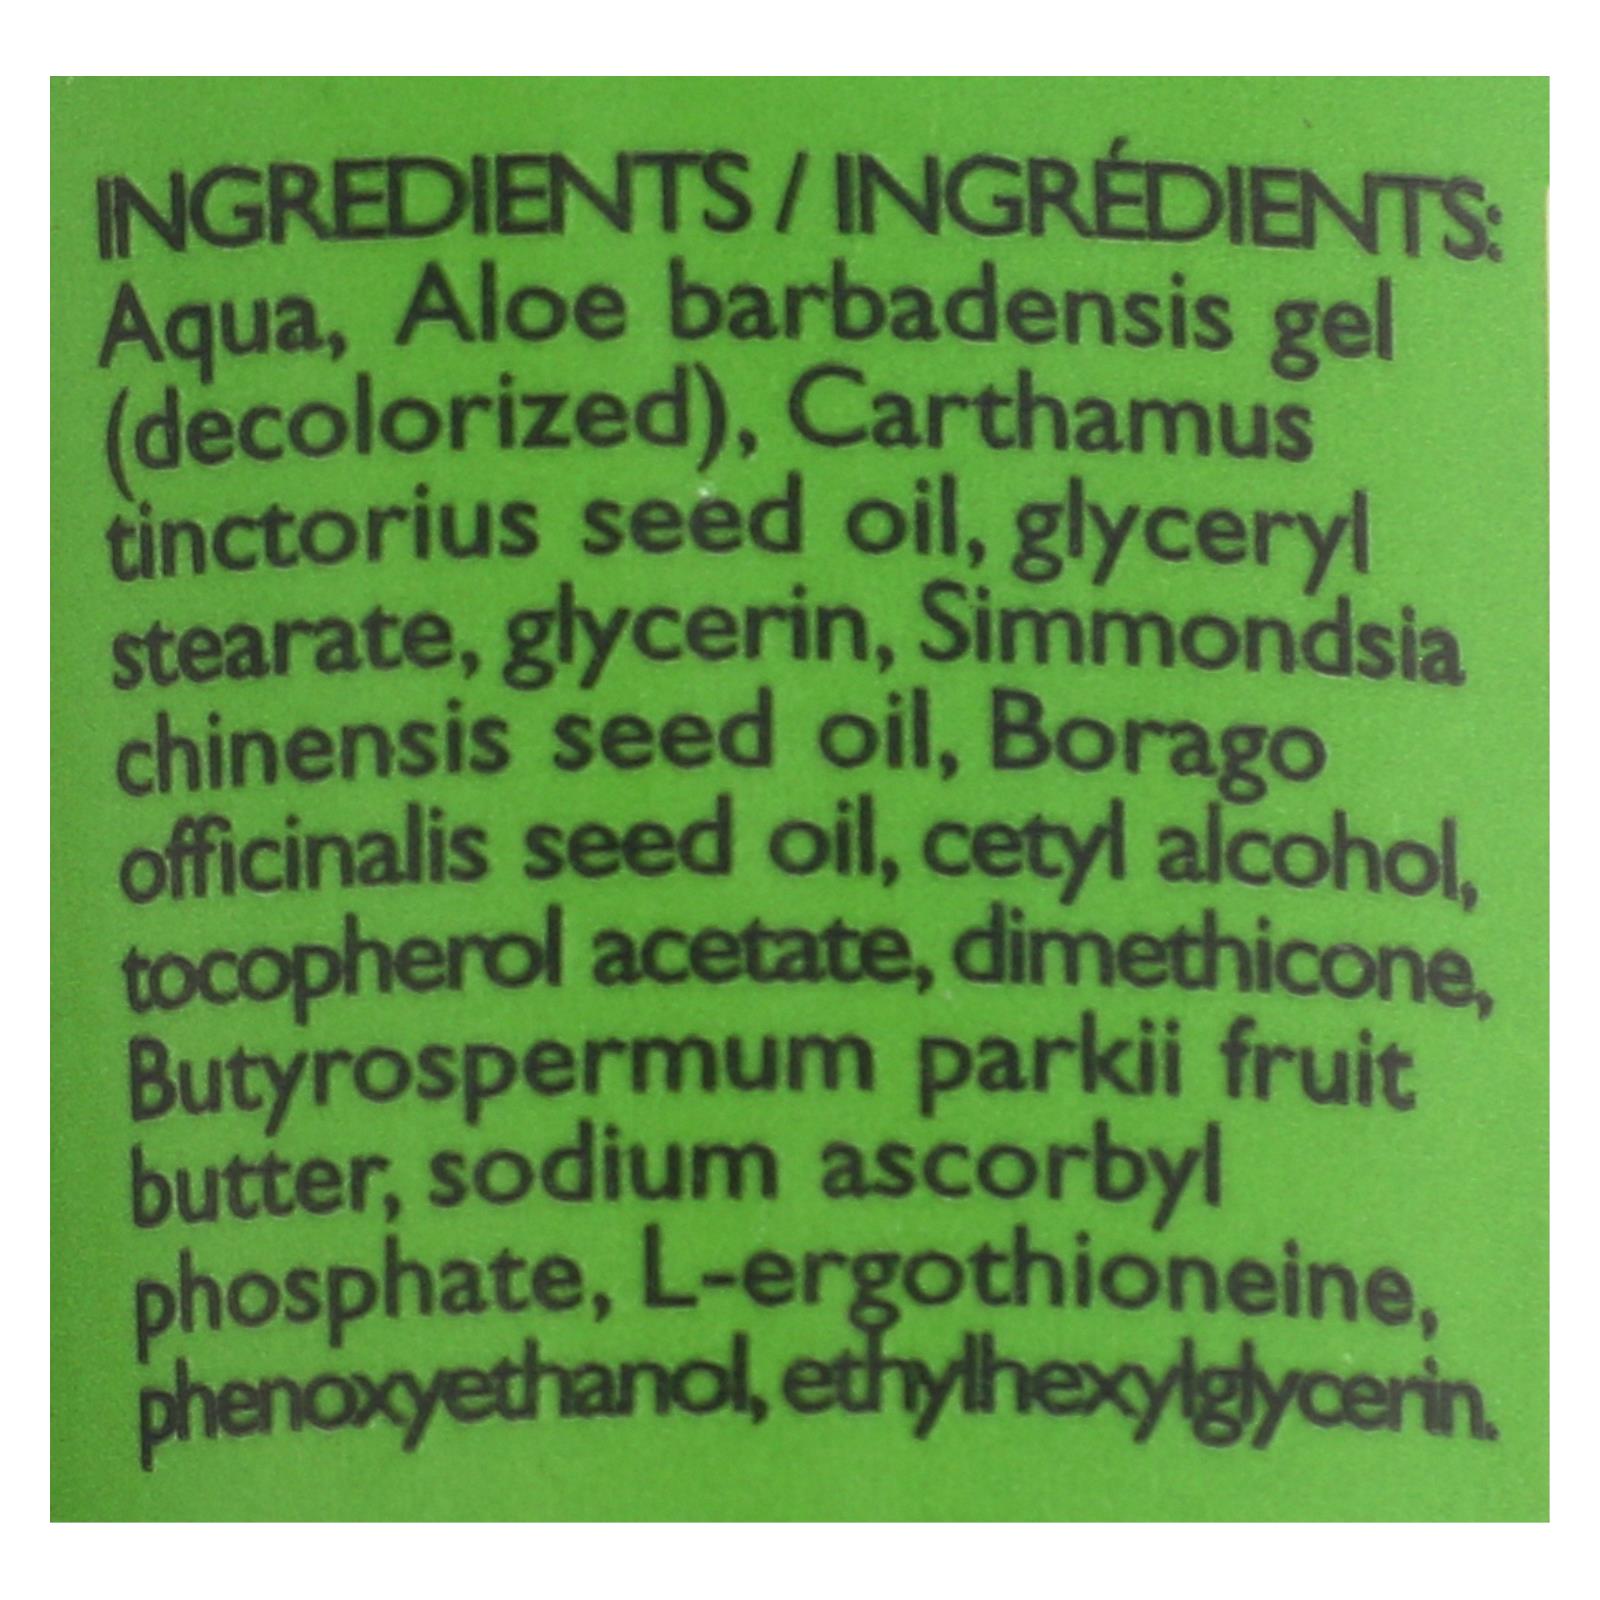 INGREDIENTS / INGRÉDIENTS:
Aqua, Aloe barbadensis gel
(decolorized), Carthamus
tinctorius seed oil, glyceryl
stearate, glycerin, Simmondsia
chinensis seed oil, Borago
officinalis seed oil, cetyl alcohol,
tocopherol acetate, dimethicone,
Butyrospermum parkii fruit
butter, sodium ascorbyl
phosphate, L-ergothioneine,
phenoxyethanol, ethylhexylglycerin.